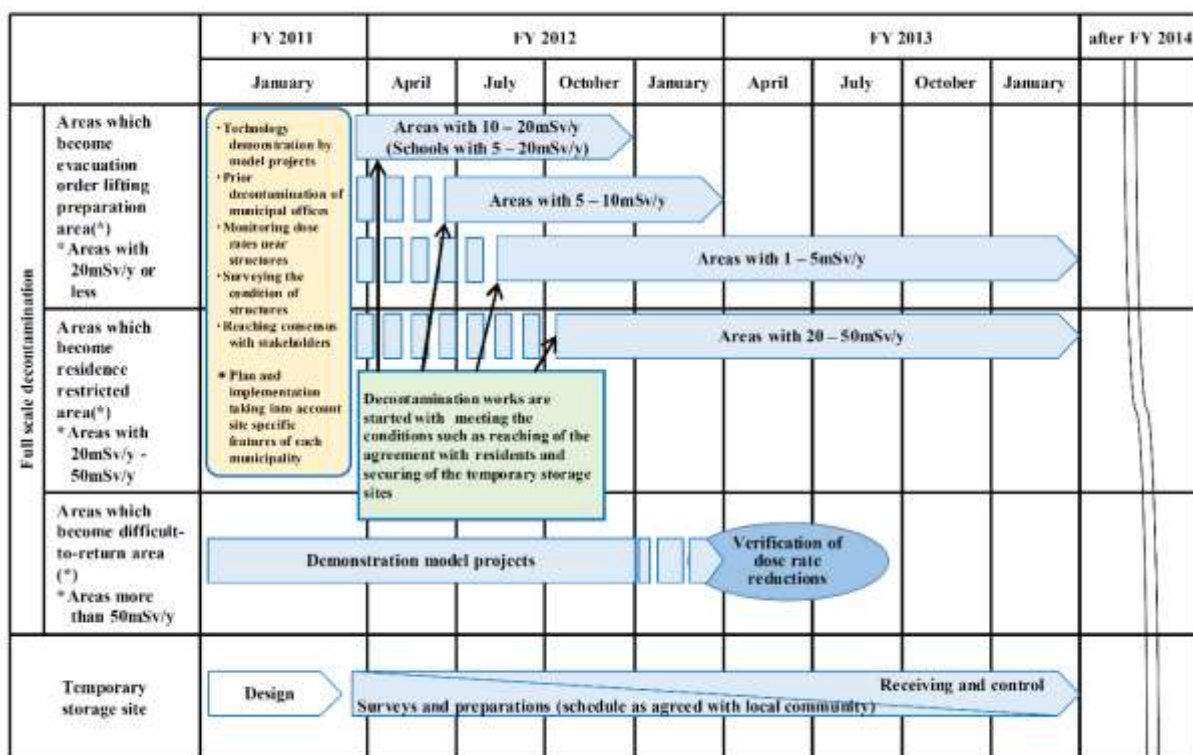 FY 2011
FY 2012
FY 2013
after FY 2014
January
April
July
October
January
April
July
October
January
Full scale decontamination
Areas which
become
evacuation
order lifting
preparation
area(*)
*Areas with
20mSv/y or
less
・Technology
demonstration by
model projects
・Prior
decontamination of
municipal offices
・Monitoring dose
rates near
structures
・Surveying the
condition of
structures
・Reaching consensus
with stakeholders
* Plan and
implementation
taking into account
site specific
features of each
municipality
Areas with 10 – 20mSv/y
(Schools with 5 – 20mSv/y)
Areas with 5 – 10mSv/y
Areas with 1 – 5mSv/y
Areas which
become
residence
restricted
area(*)
*Areas with
20mSv/y -
50mSv/y
Areas with 20 – 50mSv/y
Decontamination works are
started with meeting the
conditions such as reaching of the
agreement with residents and
securing of the temporary storage
sites
Areas which
become difficult-
to-return area
(*)
*Areas more
than 50mSv/y
Demonstration model projects
Verification of
dose rate
reductions
Temporary
storage site
Design
Receiving and control
Surveys and preparations (schedule as agreed with local community)